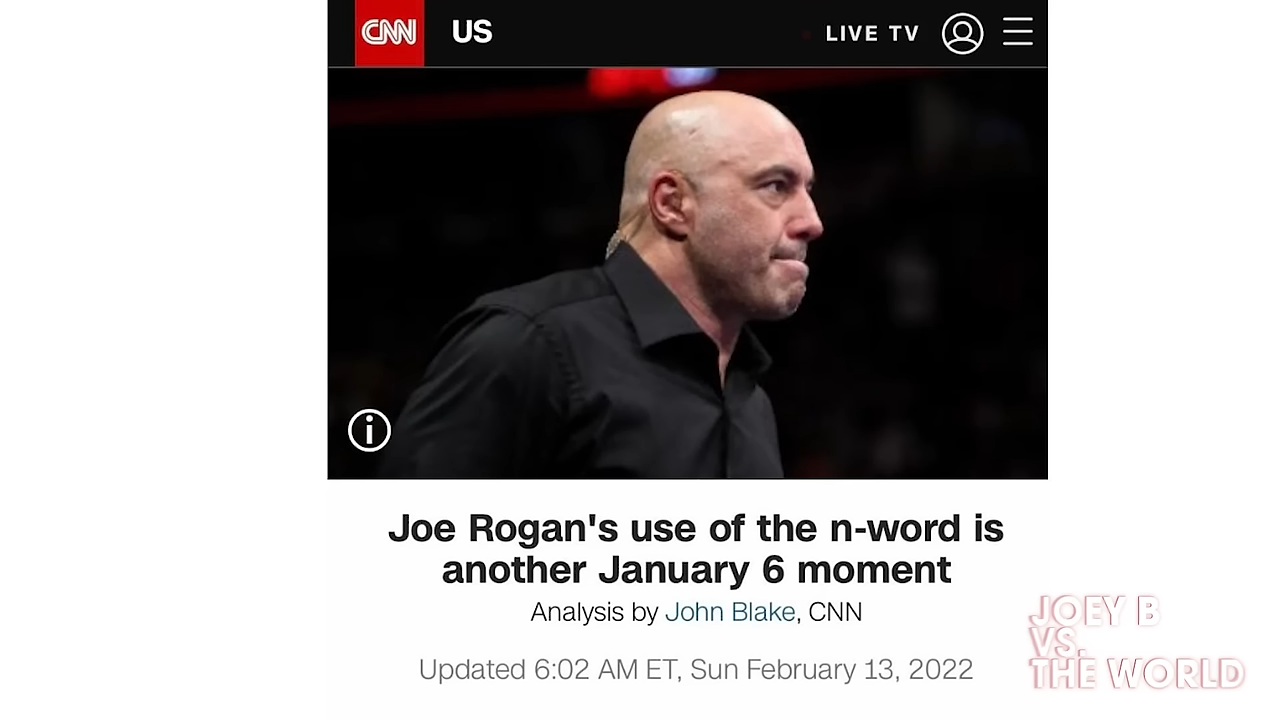 CNN US LIVE TV
Joe Rogan's use of the n-word is
another January 6 moment
Analysis by John Blake, CNN
Updated 6:02 AM ET, Sun February 13, 2022
JOEY B
VS.
THE WORLD